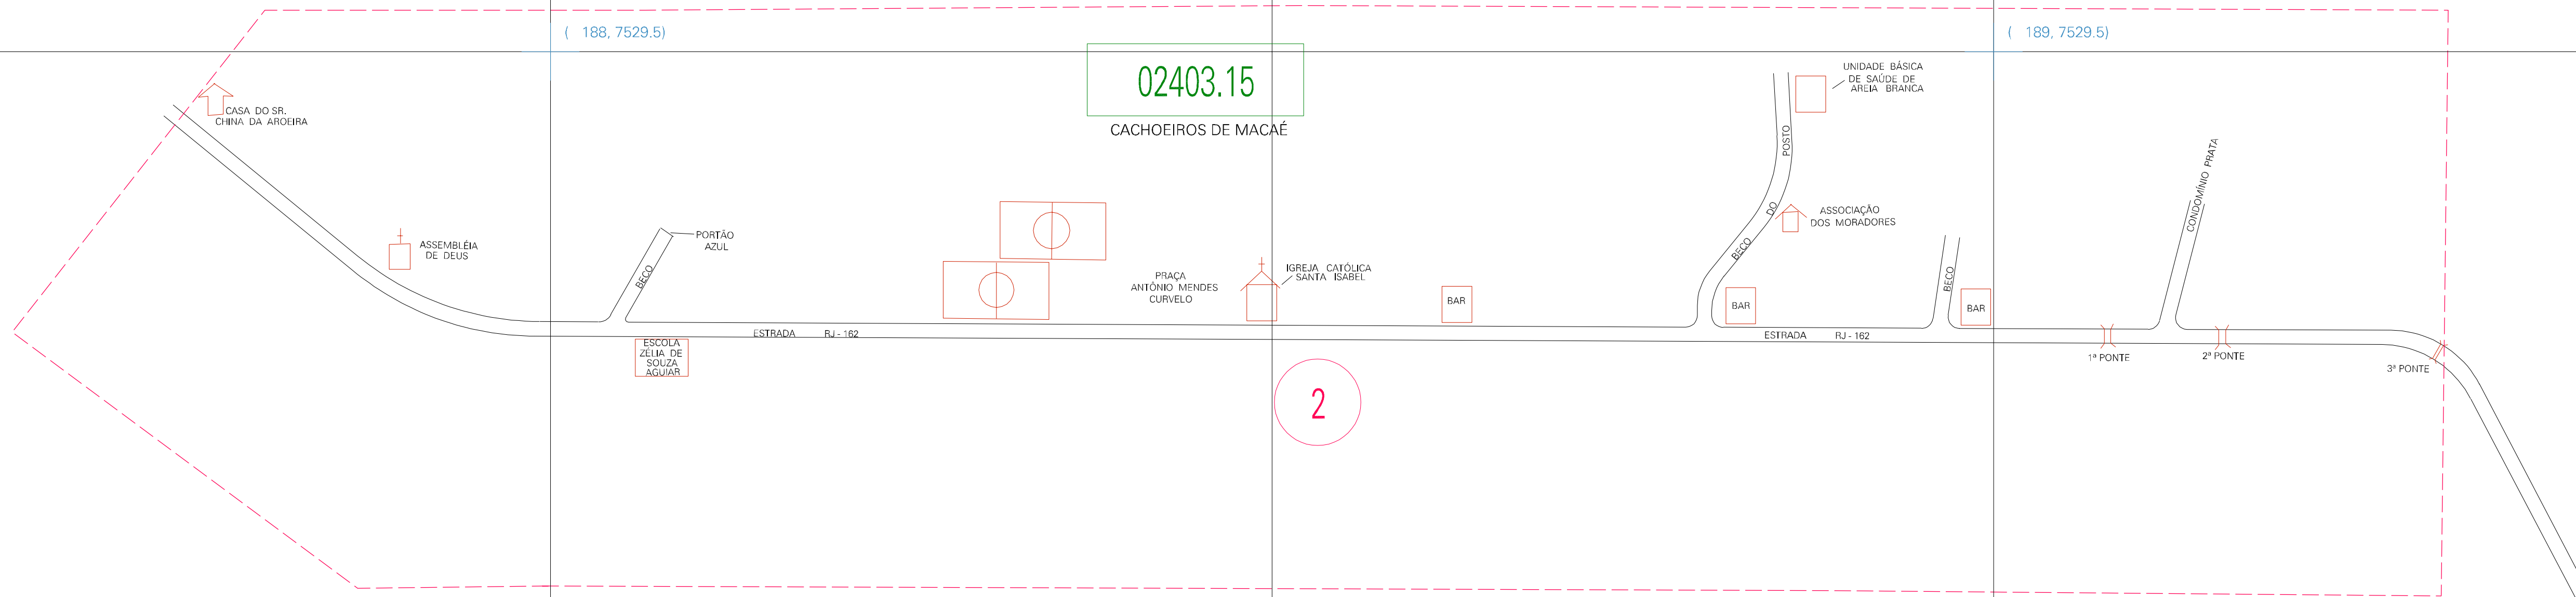 ( 188, 7529.5)
( 189, 7529.5)
02403.15
CACHOEIROS DE MACAÉ
UNIDADE BÁSICA
DE SAÚDE DE
AREIA BRANCA
CASA DO SR.
CHINA DA AROEIRA
ASSEMBLÉIA
DE DEUS
PORTÃO
AZUL
BECO
PRAÇA
ANTÔNIO MENDES
CURVELO
IGREJA CATÓLICA
SANTA ISABEL
BAR
BECO DO POSTO
ASSOCIAÇÃO
DOS MORADORES
BAR
BECO
BAR
CONDOMÍNIO PRATA
ESTRADA RJ - 162
ESTRADA RJ - 162
ESCOLA
ZÉLIA DE
SOUZA
AGUIAR
1ª PONTE
2ª PONTE
3ª PONTE
2